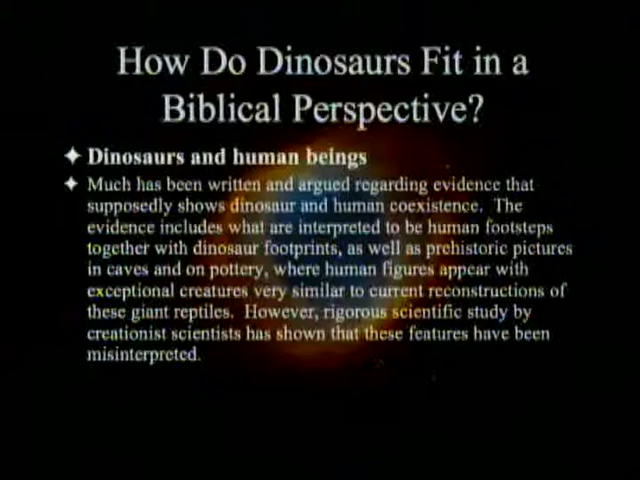 How Do Dinosaurs Fit in a
Biblical Perspective?
Dinosaurs and human beings
Much has been written and argued regarding evidence that
supposedly shows dinosaur and human coexistence. The
evidence includes what are interpreted to be human footsteps
together with dinosaur footprints, as well as prehistoric pictures
in caves and on pottery, where human figures appear with
exceptional creatures very similar to current reconstructions of
these giant reptiles. However, rigorous scientific study by
creationist scientists has shown that these features have been
misinterpreted.